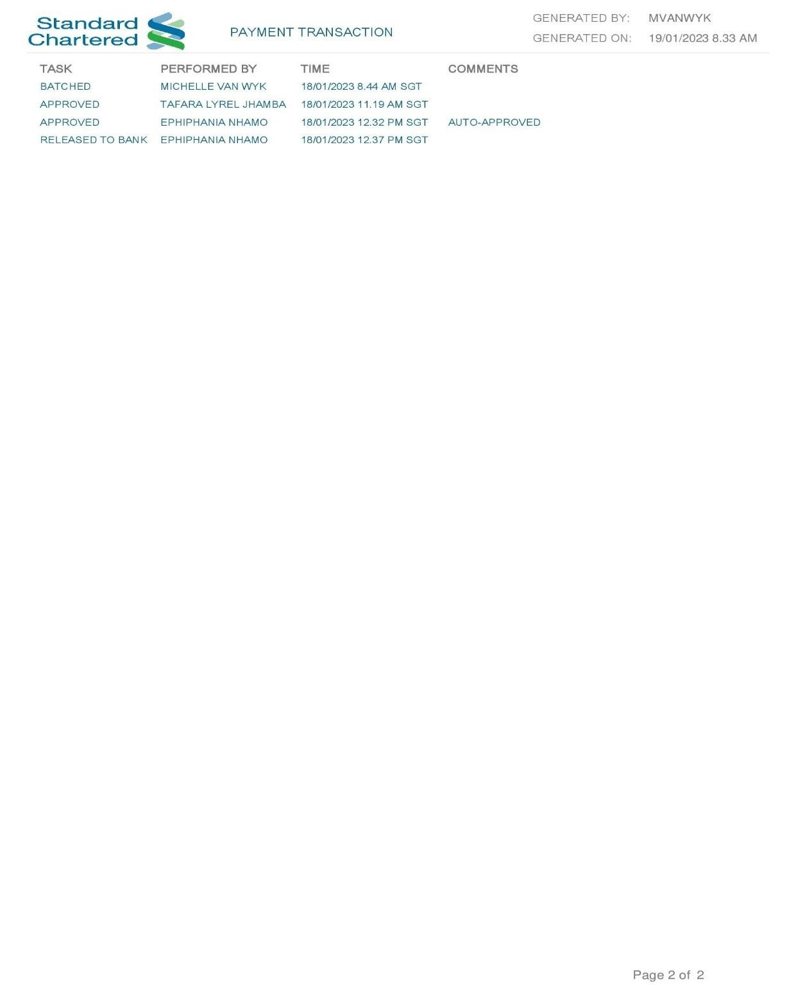 Standard
Chartered
PAYMENT TRANSACTION
GENERATED BY: MVANWYK
GENERATED ON: 19/01/2023 8.33 AM
TASK PERFORMED BY TIME COMMENTS
BATCHED MICHELLE VAN WYK 18/01/2023 8.44 AM SGT
APPROVED TAFARA LYREL JHAMBA 18/01/2023 11.19 AM SGT
APPROVED EPHIPHANIA NHAMO 18/01/2023 12.32 PM SGT AUTO-APPROVED
RELEASED TO BANK EPHIPHANIA NHAMO 18/01/2023 12.37 PM SGT
Page 2 of 2